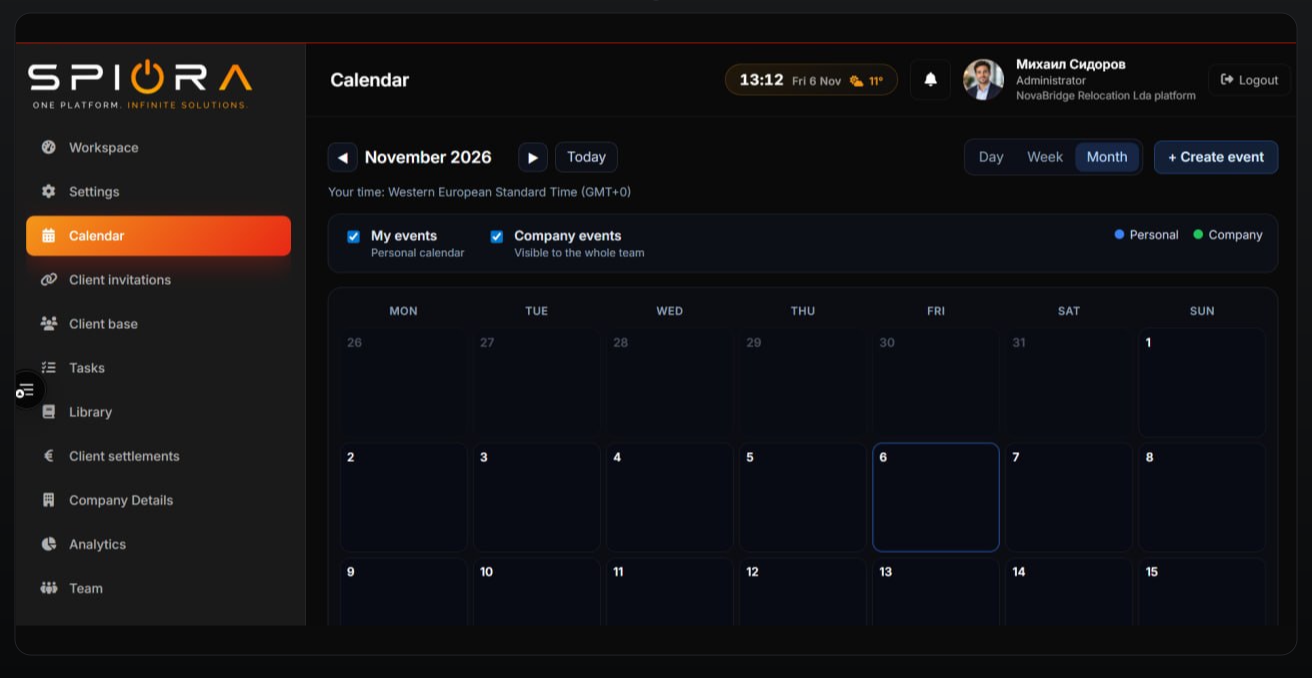 SPIORA
ONE PLATFORM. INFINITE SOLUTIONS.
Workspace
Settings
Calendar
Client invitations
Client base
Tasks
Library
Client settlements
Company Details
Analytics
Team
Calendar
13:12 Fri 6 Nov 11°
Михаил Сидоров
Administrator
NovaBridge Relocation Lda platform
Logout
November 2026
Today
Day Week Month
+ Create event
Your time: Western European Standard Time (GMT+0)
My events
Personal calendar
Company events
Visible to the whole team
Personal Company
MON TUE WED THU FRI SAT SUN
26 27 28 29 30 31 1
2 3 4 5 6 7 8
9 10 11 12 13 14 15